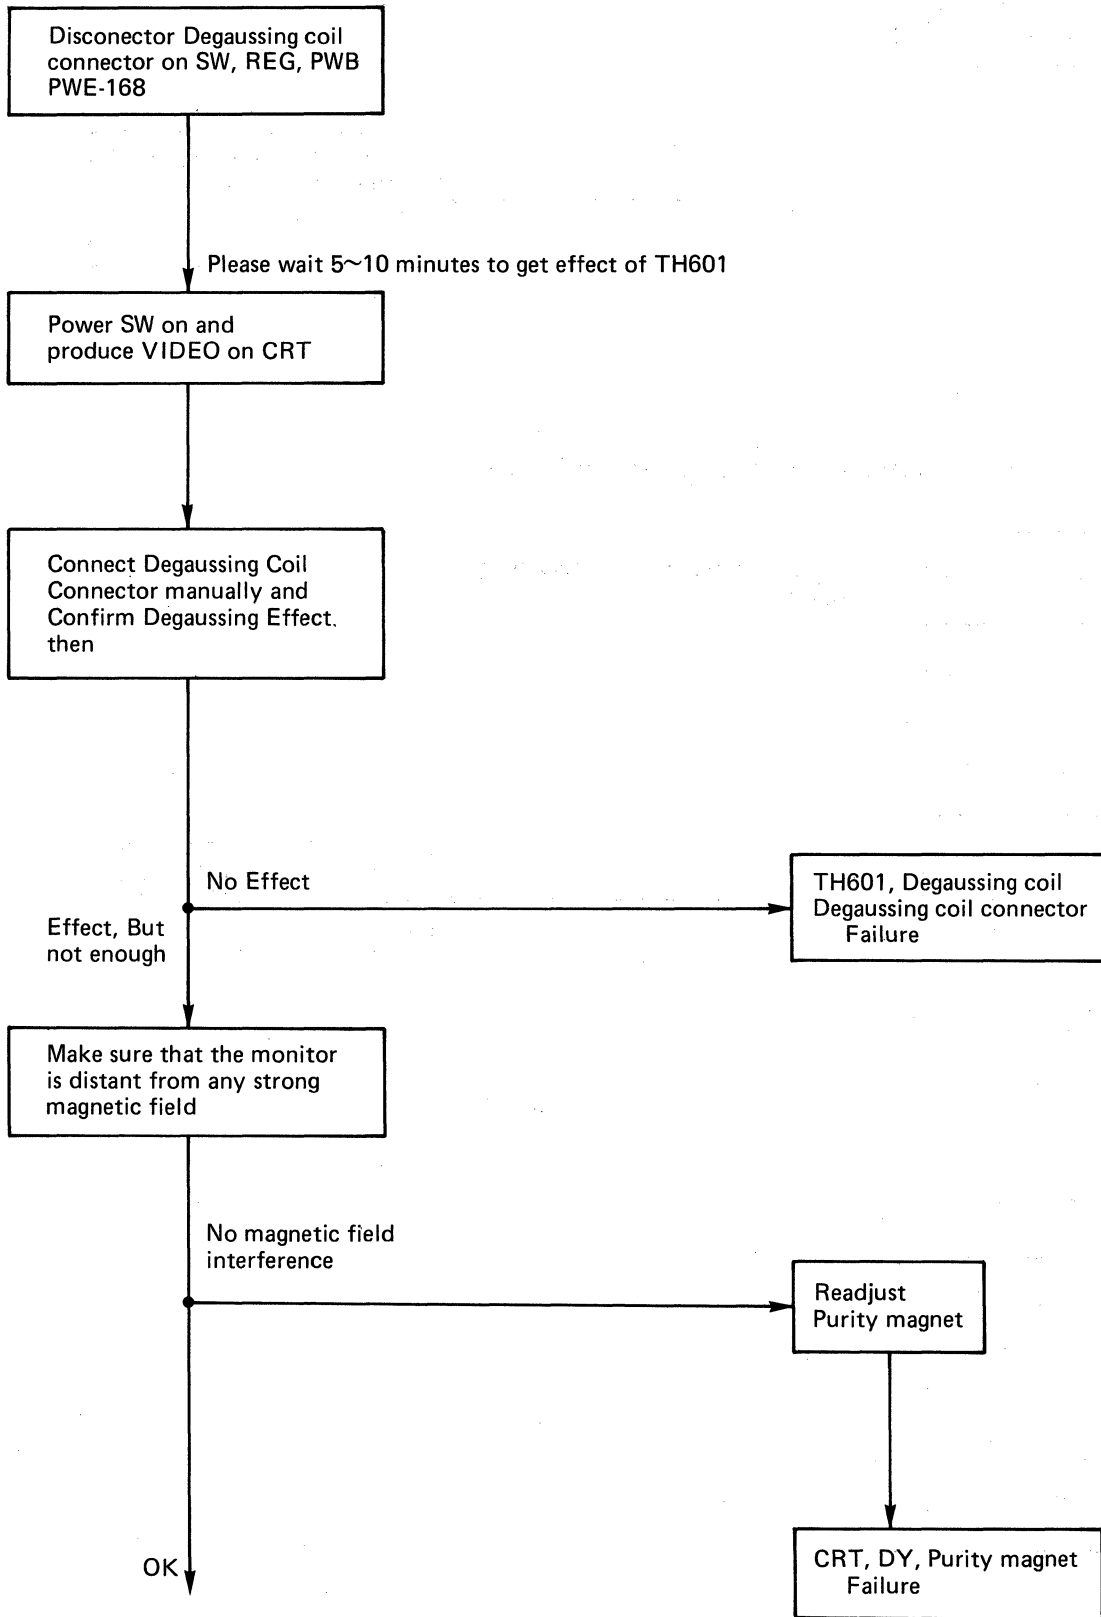 Disconector Degaussing coil
connector on SW, REG, PWB
PWE-168
Please wait 5~10 minutes to get effect of TH601
Power SW on and
produce VIDEO on CRT
Connect Degaussing Coil
Connector manually and
Confirm Degaussing Effect.
then
No Effect
TH601, Degaussing coil
Degaussing coil connector
Failure
Effect, But
not enough
Make sure that the monitor
is distant from any strong
magnetic field
No magnetic field
interference
Readjust
Purity magnet
OK
CRT, DY, Purity magnet
Failure